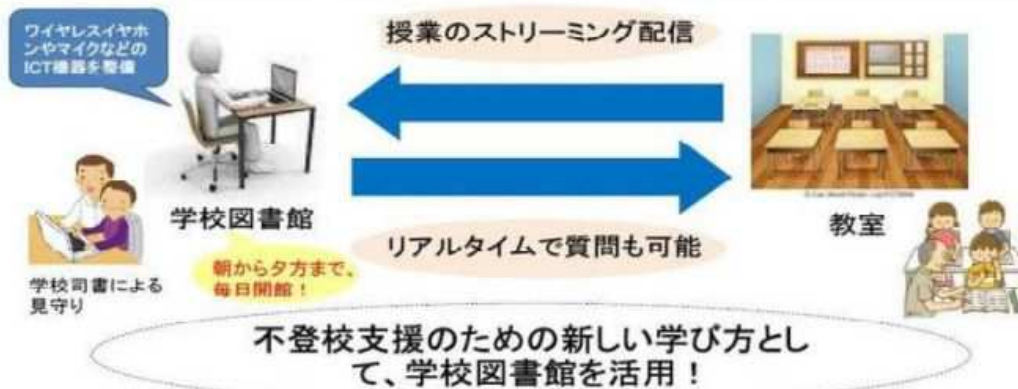 ワイヤレスイヤホ
ンやマイクなどの
ICT機器を整備
授業のストリーミング配信
学校図書館
教室
リアルタイムで質問も可能
朝から夕方まで、
毎日開館！
学校司書による
見守り
不登校支援のための新しい学び方とし
て、学校図書館を活用！